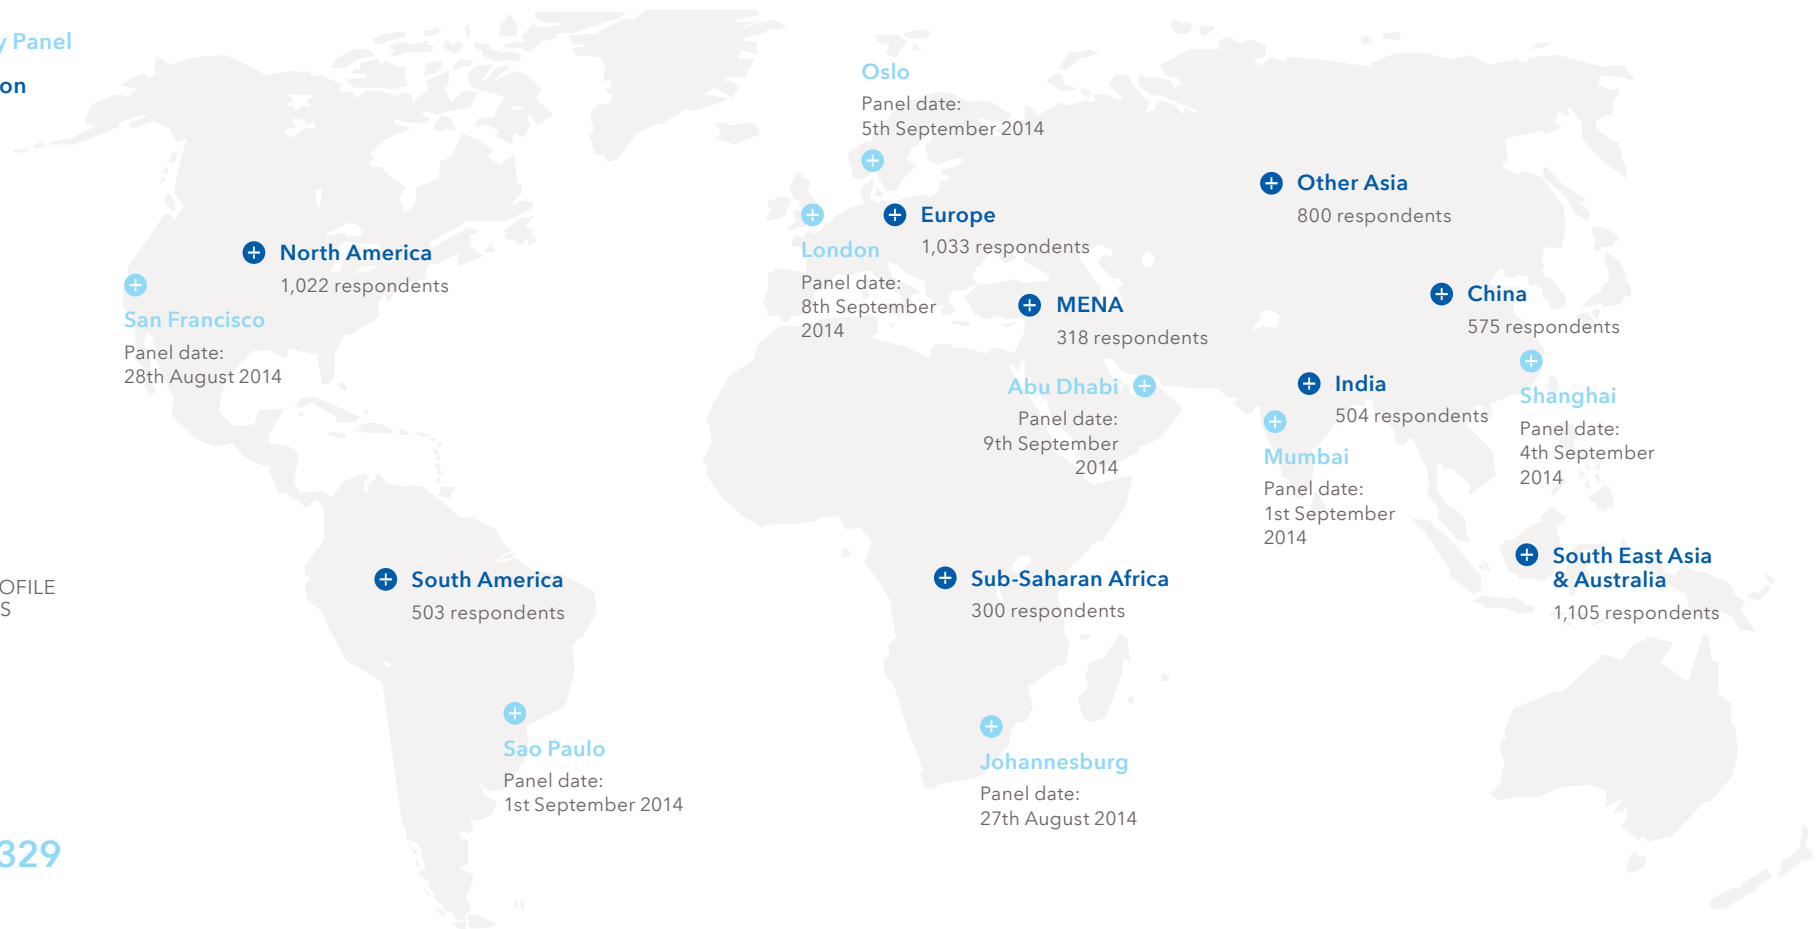 y Panel
on
OFILE
S
329
Oslo
Panel date:
5th September 2014
Other Asia
800 respondents
Europe
1,033 respondents
London
Panel date:
8th September
2014
North America
1,022 respondents
San Francisco
Panel date:
28th August 2014
MENA
318 respondents
China
575 respondents
Abu Dhabi
Panel date:
9th September
2014
India
504 respondents
Shanghai
Panel date:
4th September
2014
Mumbai
Panel date:
1st September
2014
South America
503 respondents
Sub-Saharan Africa
300 respondents
South East Asia
& Australia
1,105 respondents
Sao Paulo
Panel date:
1st September 2014
Johannesburg
Panel date:
27th August 2014